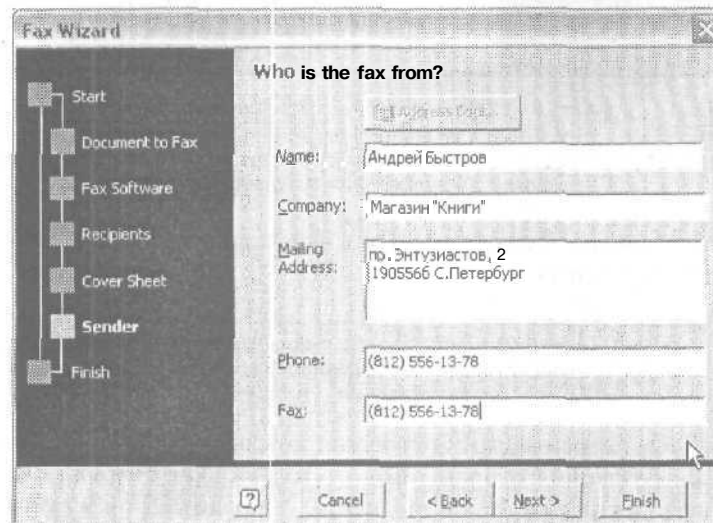 Fax Wizard
Who is the fax from?
Start
Document to Fax
Fax Software
Recipients
Cover Sheet
Sender
Finish
Address Book...
Name: Андрей Быстров
Company: Магазин "Книги"
Mailing Address: пр.Энтузиастов, 2
1905566 С.Петербург
Phone: (812) 556-13-78
Fax: (812) 556-13-78
Cancel
< Back
Next >
Finish